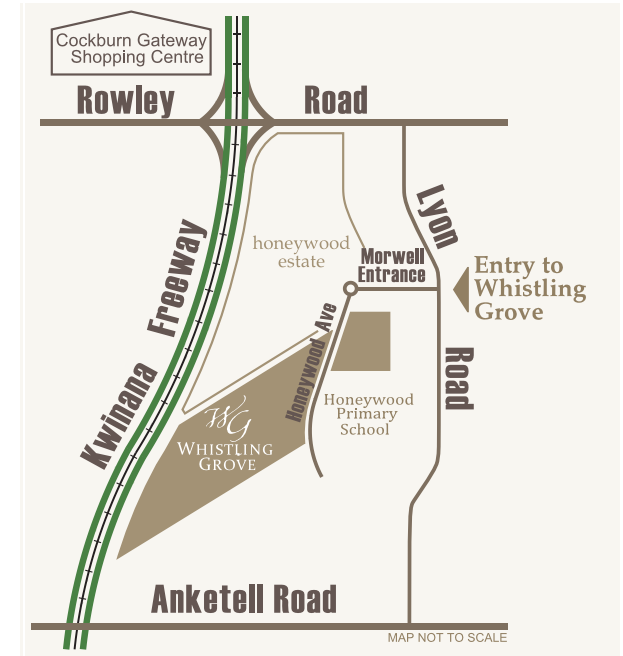 Cockburn Gateway
Shopping Centre
Rowley Road
Lyon Road
honeywood
estate
Morwell
Entrance
Entry to
Whistling
Grove
Kwinana Freeway
Honeywood Ave
Honeywood
Primary
School
WG
WHISTLING
GROVE
Anketell Road
MAP NOT TO SCALE